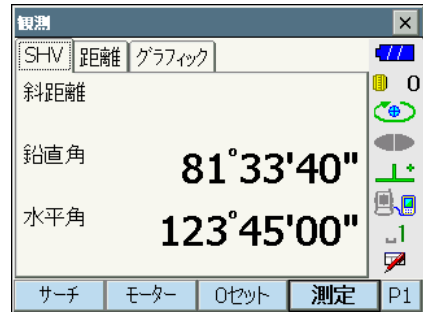 観測
SHV 距離 グラフィック
斜距離
0
鉛直角 81°33'40"
水平角 123°45'00"
1
サーチ モーター 0セット 測定 P1